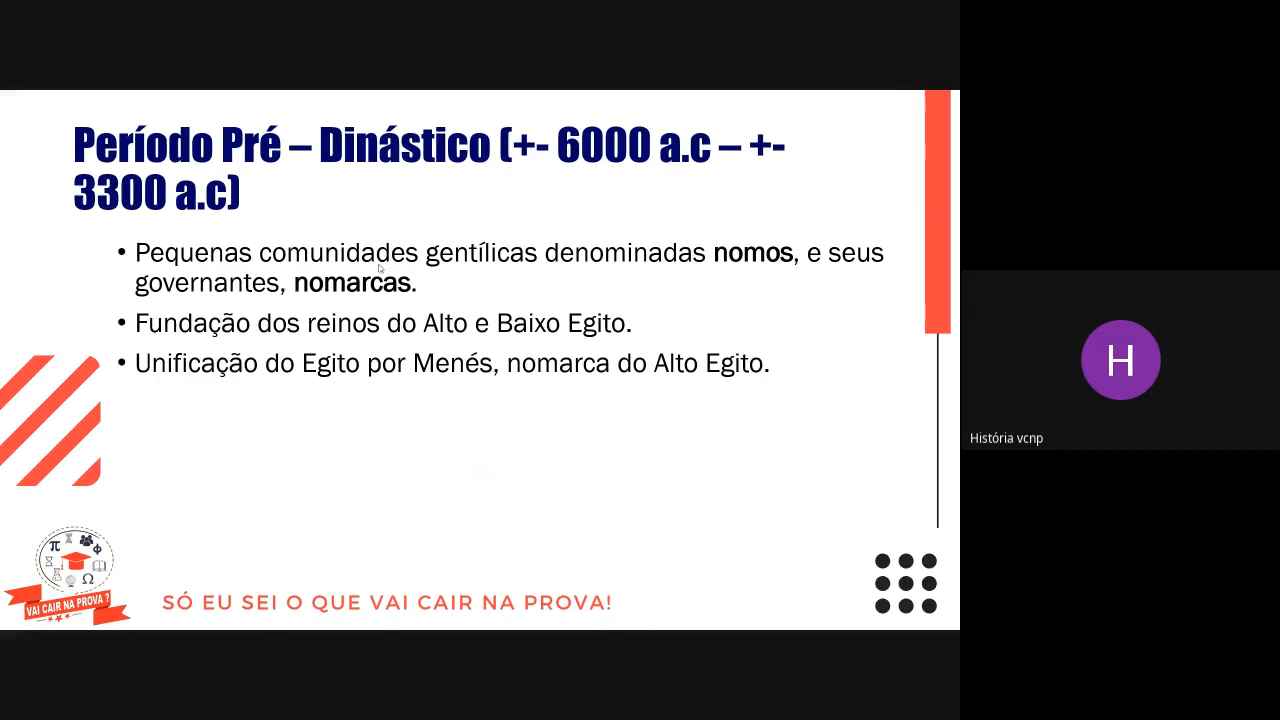 Período Pré – Dinástico (+- 6000 a.c – +-
3300 a.c)
• Pequenas comunidades gentílicas denominadas nomos, e seus
governantes, nomarcas.
• Fundação dos reinos do Alto e Baixo Egito.
• Unificação do Egito por Menés, nomarca do Alto Egito.
H
História vcnp
π
Φ
Ω
VAI CAIR NA PROVA ?
SÓ EU SEI O QUE VAI CAIR NA PROVA!